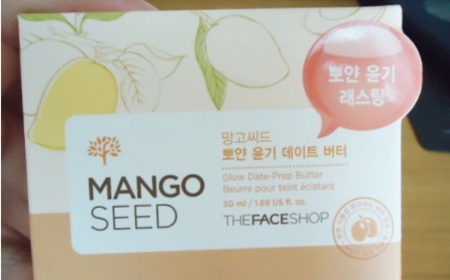 뽀얀 윤기
래스팅
망고씨드
뽀얀 윤기 데이트 버터
Glow Date-Prep Butter
Beurre pour teint éclatant
50 ml / 1.69 US fl. oz.
THEFACESHOP
MANGO
SEED